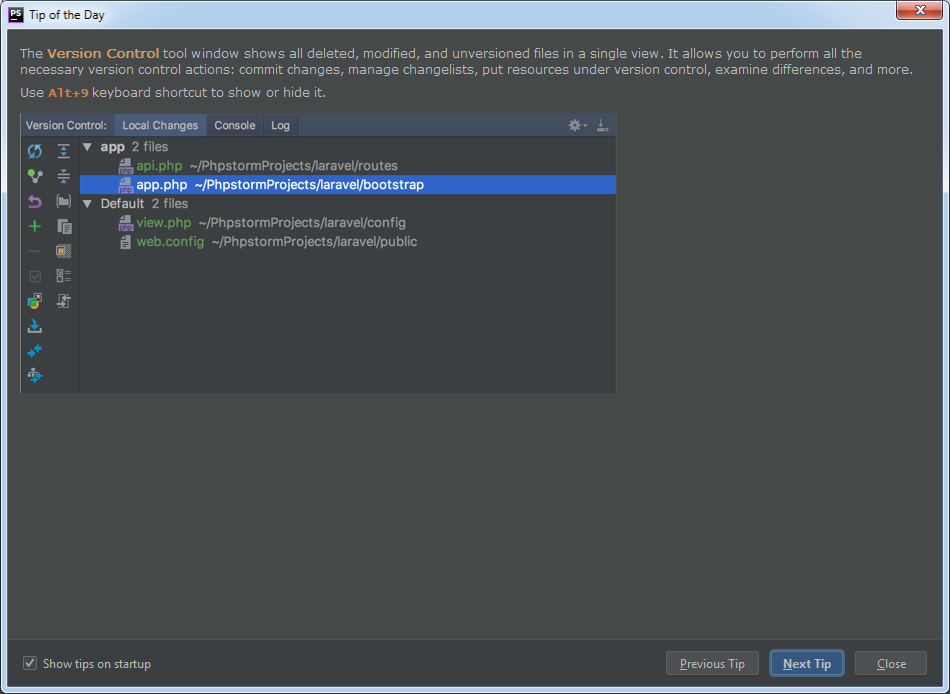 PS Tip of the Day
The Version Control tool window shows all deleted, modified, and unversioned files in a single view. It allows you to perform all the
necessary version control actions: commit changes, manage changelists, put resources under version control, examine differences, and more.
Use Alt+9 keyboard shortcut to show or hide it.
Version Control: Local Changes Console Log
app 2 files
php api.php ~/PhpstormProjects/laravel/routes
php app.php ~/PhpstormProjects/laravel/bootstrap
Default 2 files
php view.php ~/PhpstormProjects/laravel/config
web.config ~/PhpstormProjects/laravel/public
Show tips on startup Previous Tip Next Tip Close